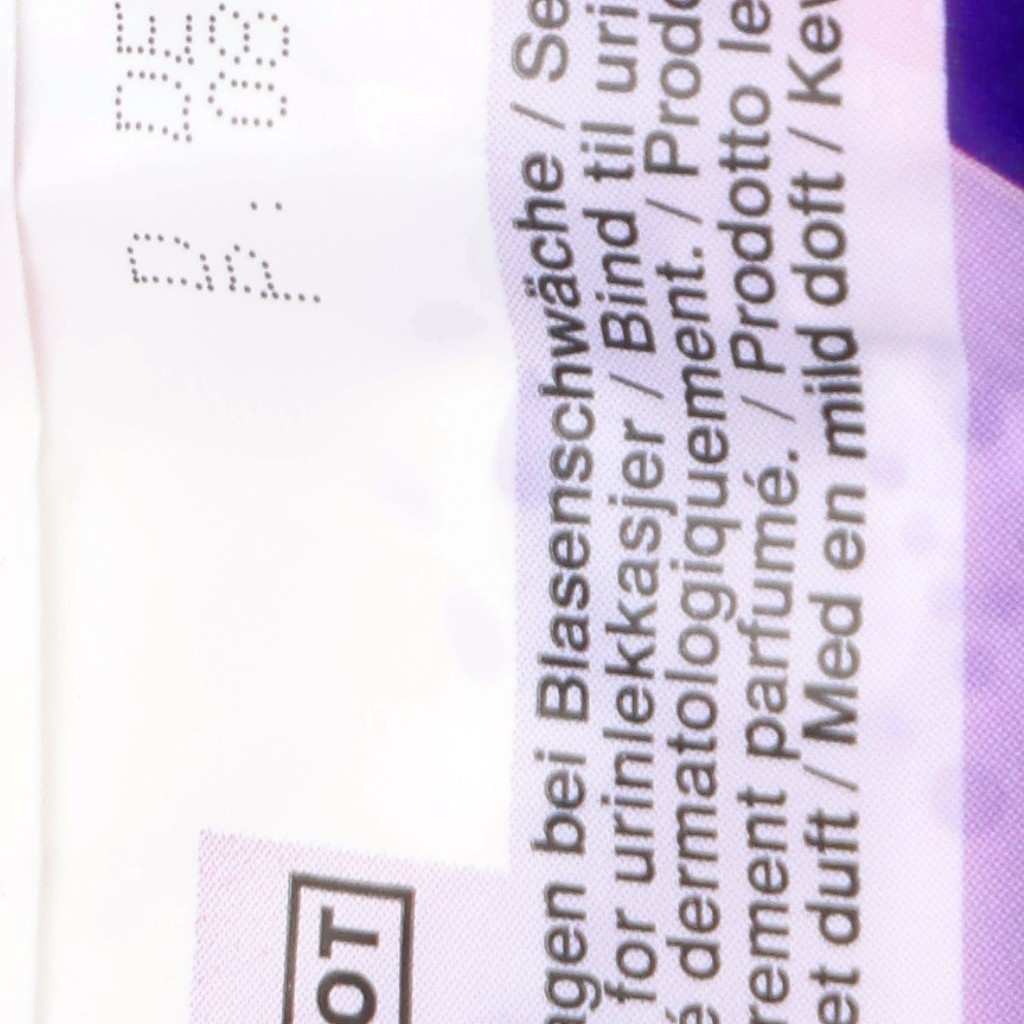 D DE
P: 08
OT
agen bei Blasenschwäche / Se
for urinlekkasjer / Bind til uri
é dermatologiquement. / Prodo
rement parfumé. / Prodotto le
et duft / Med en mild doft / Kev